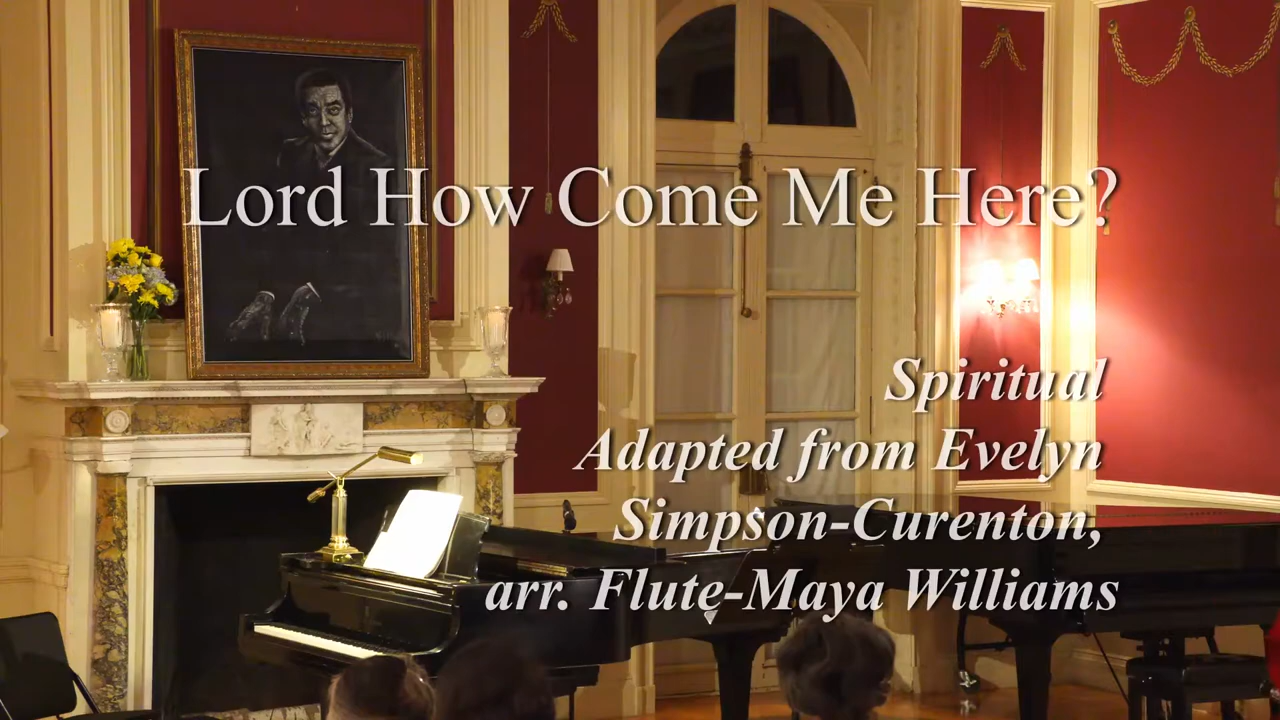 Lord How Come Me Here?
Spiritual
Adapted from Evelyn
Simpson-Curenton,
arr. Flute-Maya Williams